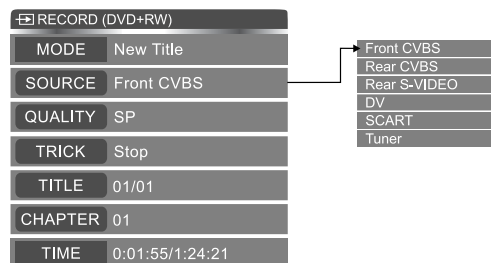 RECORD (DVD+RW)
MODE New Title
SOURCE Front CVBS
QUALITY SP
TRICK Stop
TITLE 01/01
CHAPTER 01
TIME 0:01:55/1:24:21
Front CVBS
Rear CVBS
Rear S-VIDEO
DV
SCART
Tuner